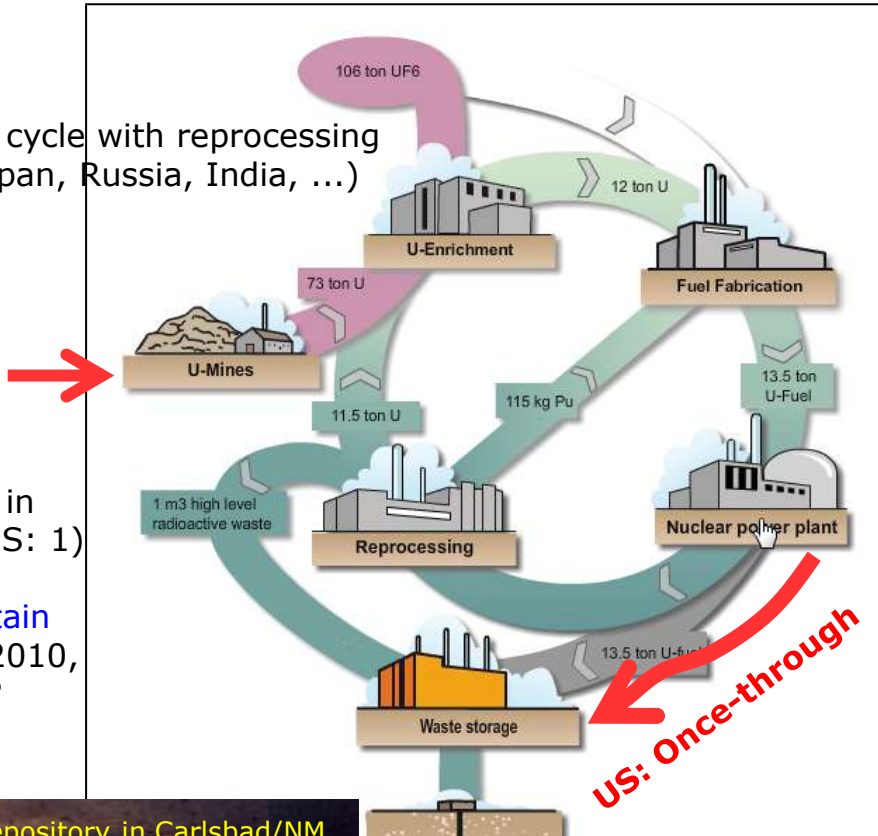 106 ton UF6
cycle with reprocessing
pan, Russia, India, ...)
12 ton U
U-Enrichment
Fuel Fabrication
73 ton U
U-Mines
13.5 ton
U-Fuel
115 kg Pu
11.5 ton U
in
S: 1)
1 m3 high level
radioactive waste
Nuclear power plant
Reprocessing
tain
2010,
13.5 ton U-fuel
US: Once-through
Waste storage
epository in Carlsbad/NM